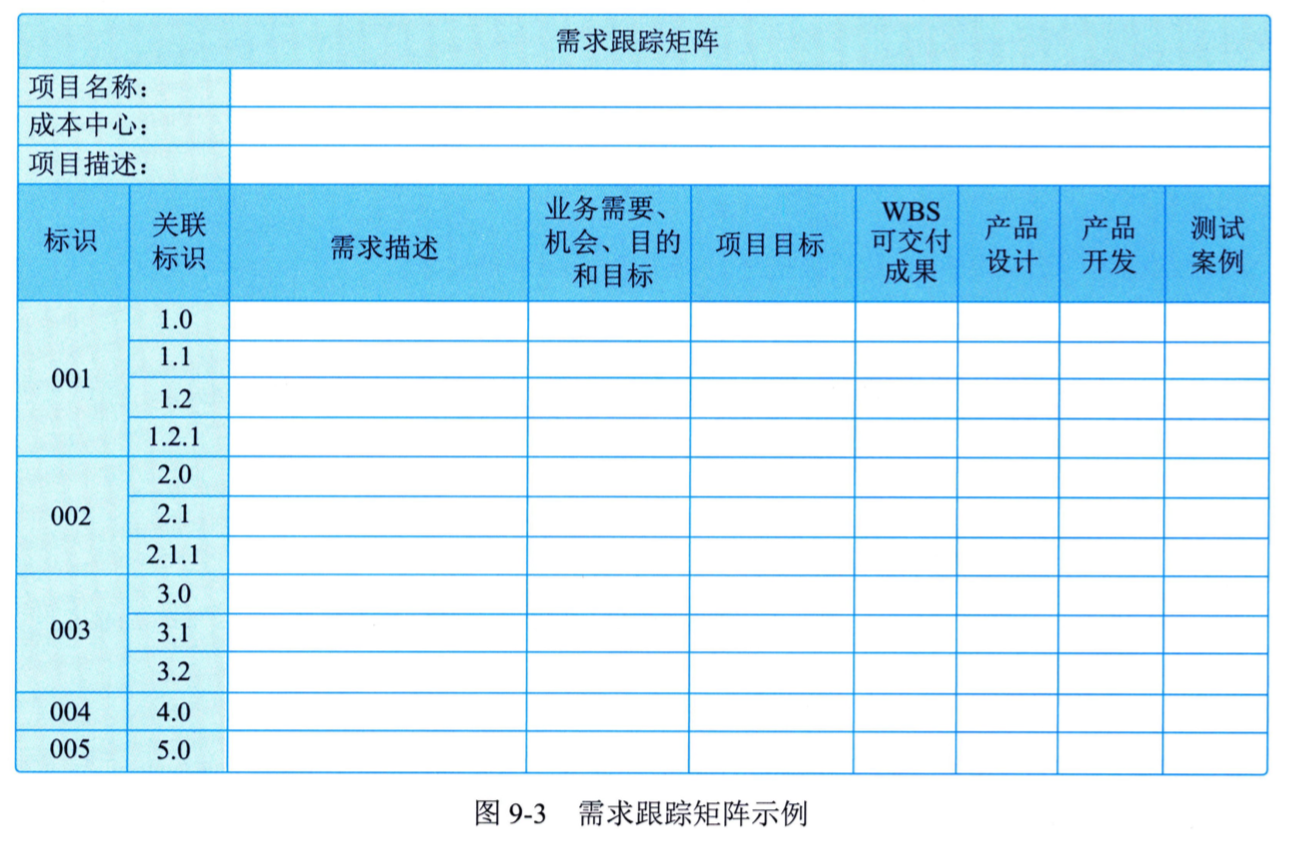 需求跟踪矩阵
项目名称：
成本中心：
项目描述：
标识
关联
标识
需求描述
业务需要、
机会、目的
和目标
项目目标
WBS
可交付
成果
产品
设计
产品
开发
测试
案例
001
1.0
1.1
1.2
1.2.1
002
2.0
2.1
2.1.1
003
3.0
3.1
3.2
004
4.0
005
5.0
图 9-3 需求跟踪矩阵示例